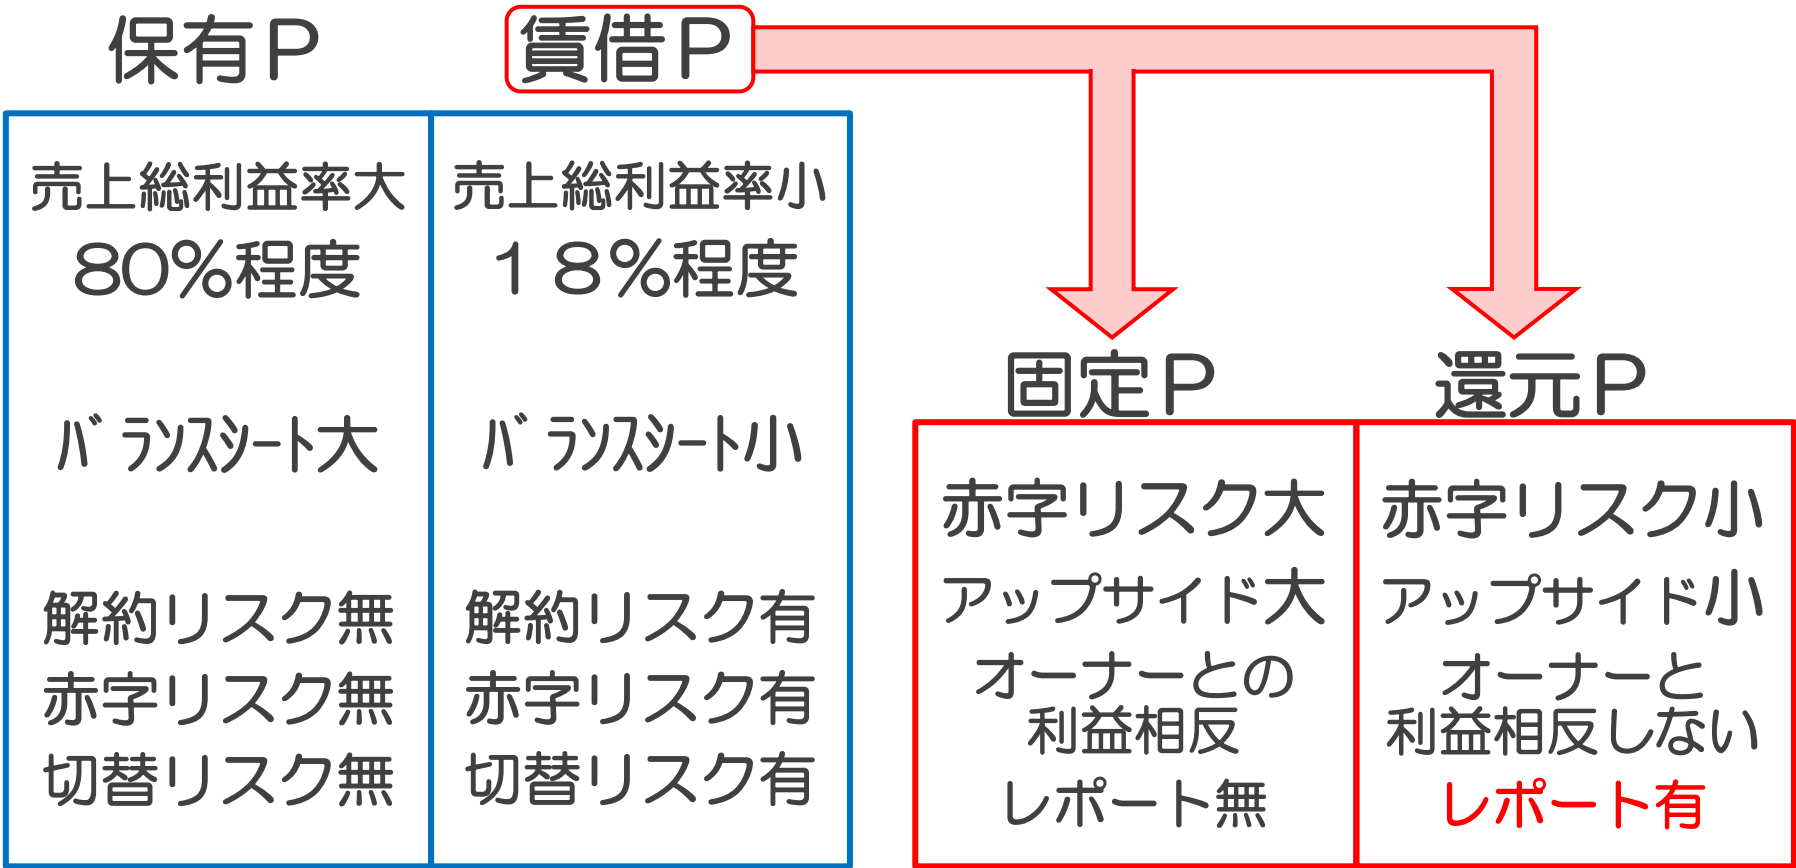 保有P
賃借P
売上総利益率大
80%程度
ﾊﾞﾗﾝｽｼｰﾄ大
解約リスク無
赤字リスク無
切替リスク無
売上総利益率小
18%程度
ﾊﾞﾗﾝｽｼｰﾄ小
解約リスク有
赤字リスク有
切替リスク有
固定P
還元P
赤字リスク大
アップサイド大
オーナーとの
利益相反
レポート無
赤字リスク小
アップサイド小
オーナーと
利益相反しない
レポート有